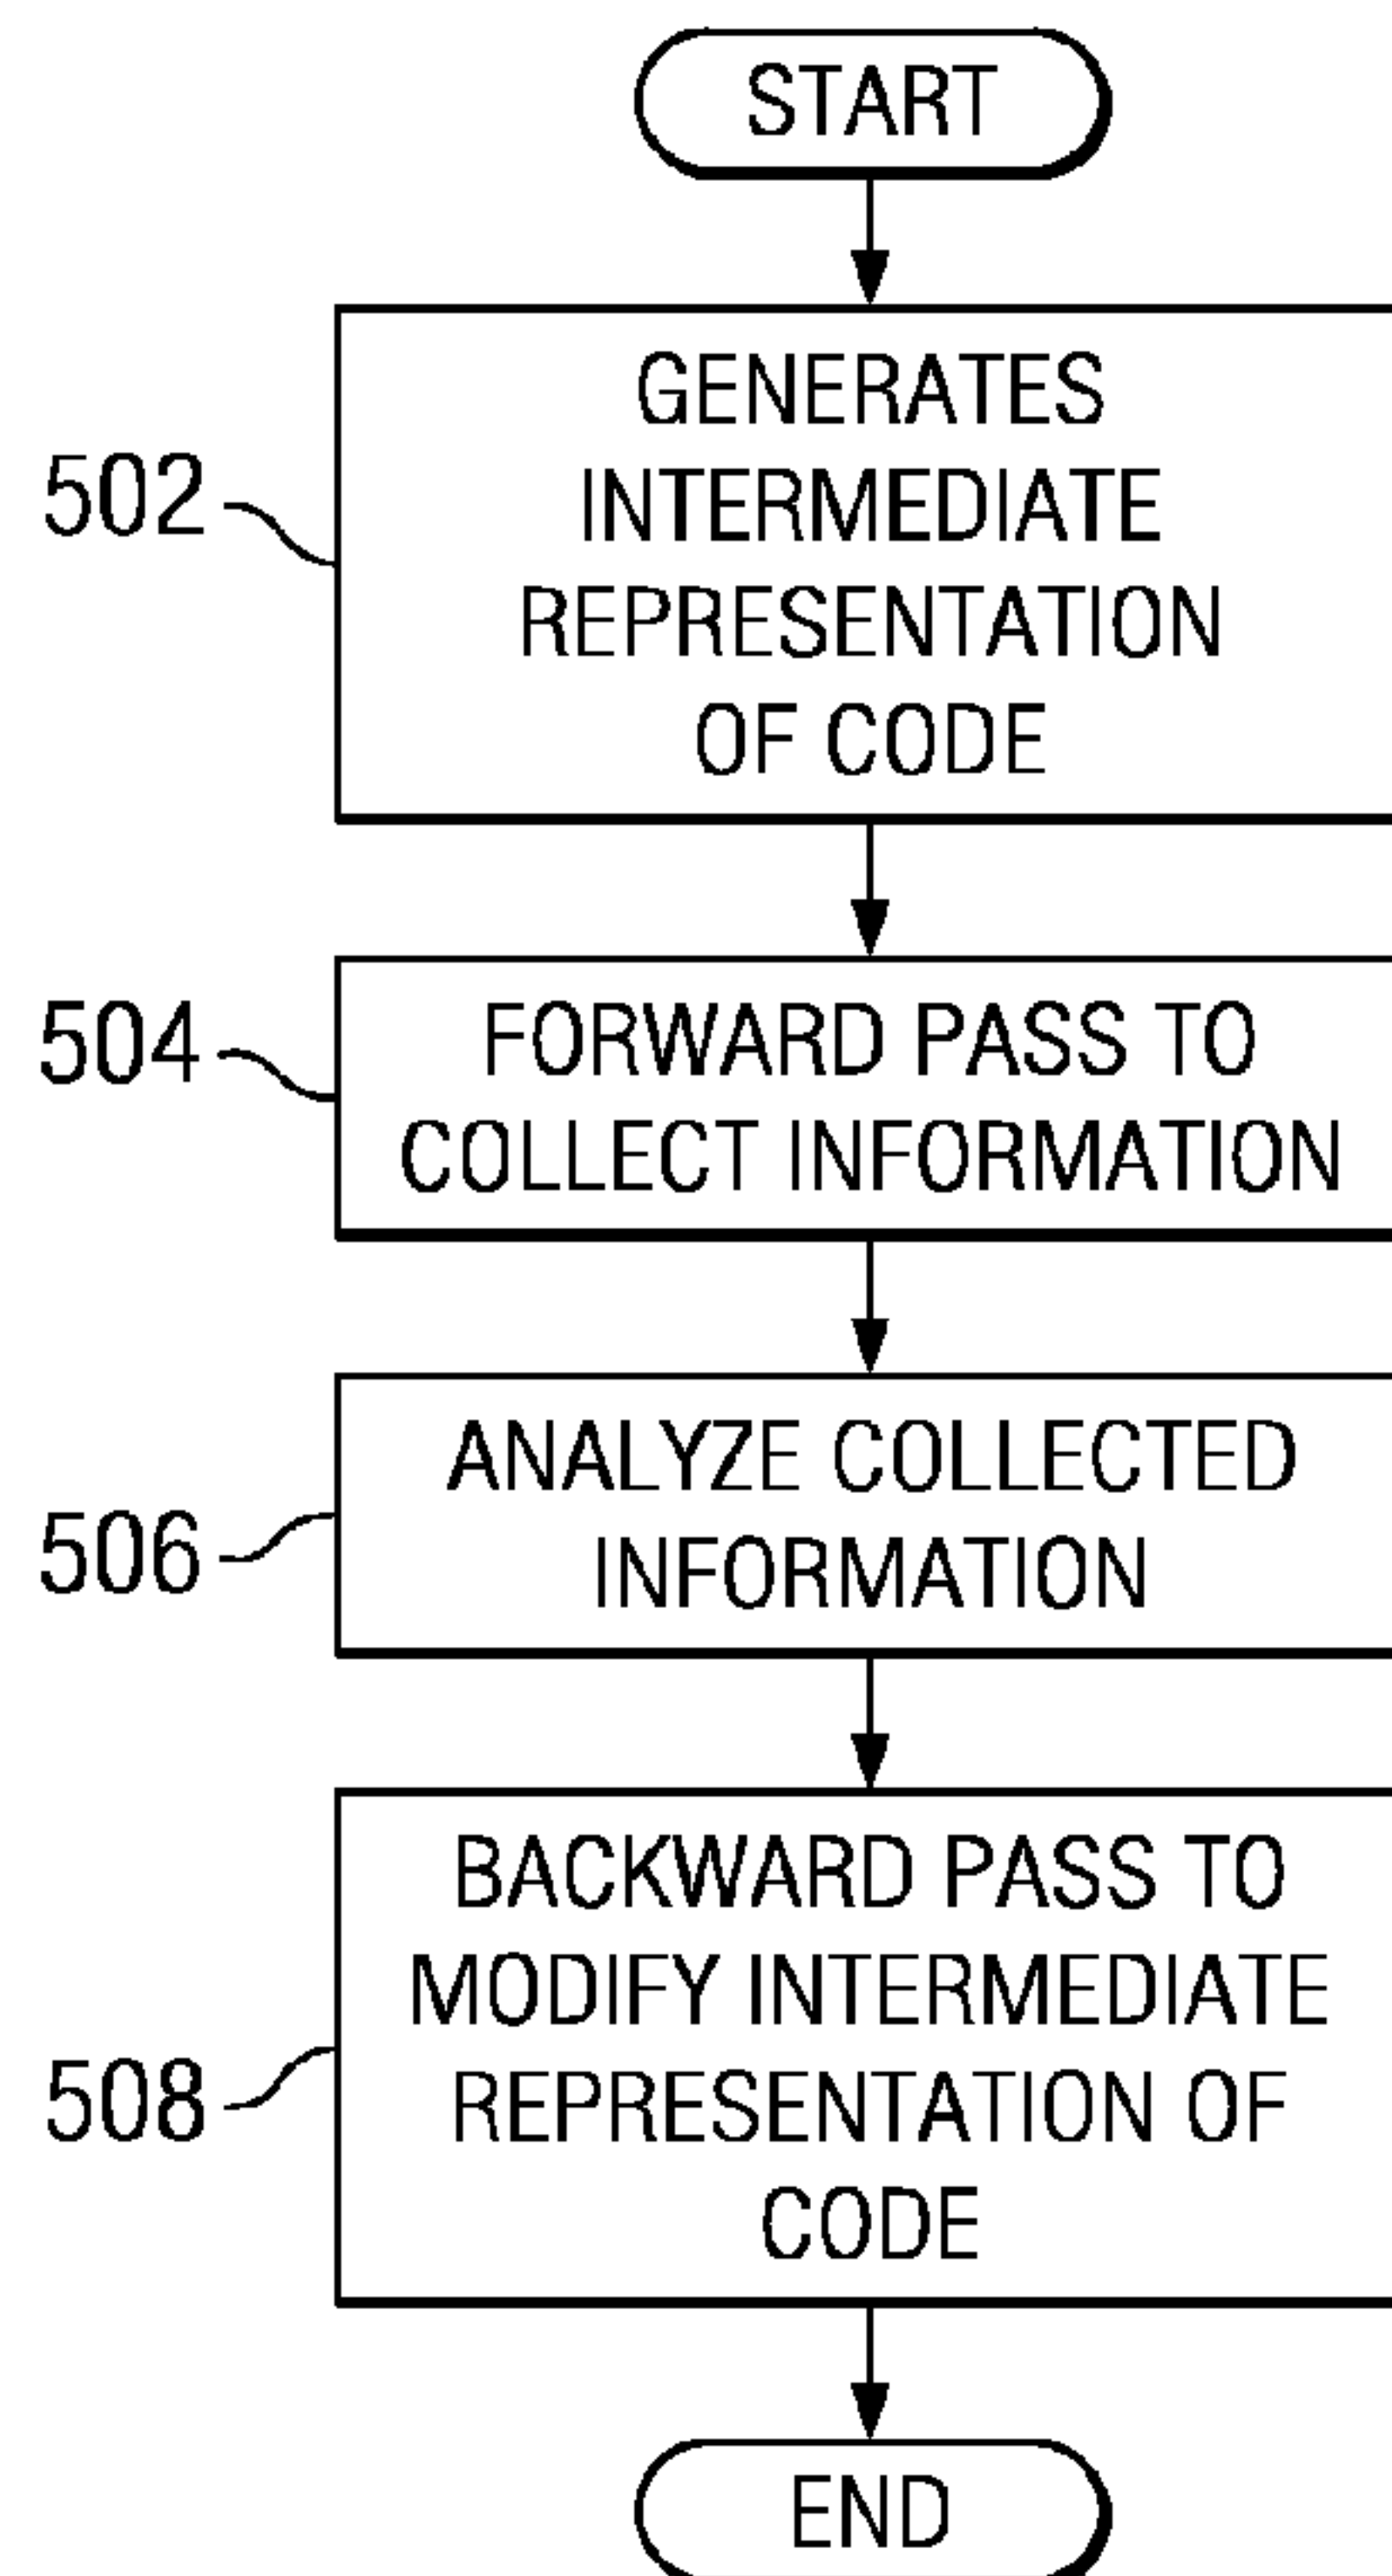 START
GENERATES
INTERMEDIATE
REPRESENTATION
OF CODE
502
FORWARD PASS TO
COLLECT INFORMATION
504
ANALYZE COLLECTED
INFORMATION
506
BACKWARD PASS TO
MODIFY INTERMEDIATE
REPRESENTATION OF
CODE
508
END